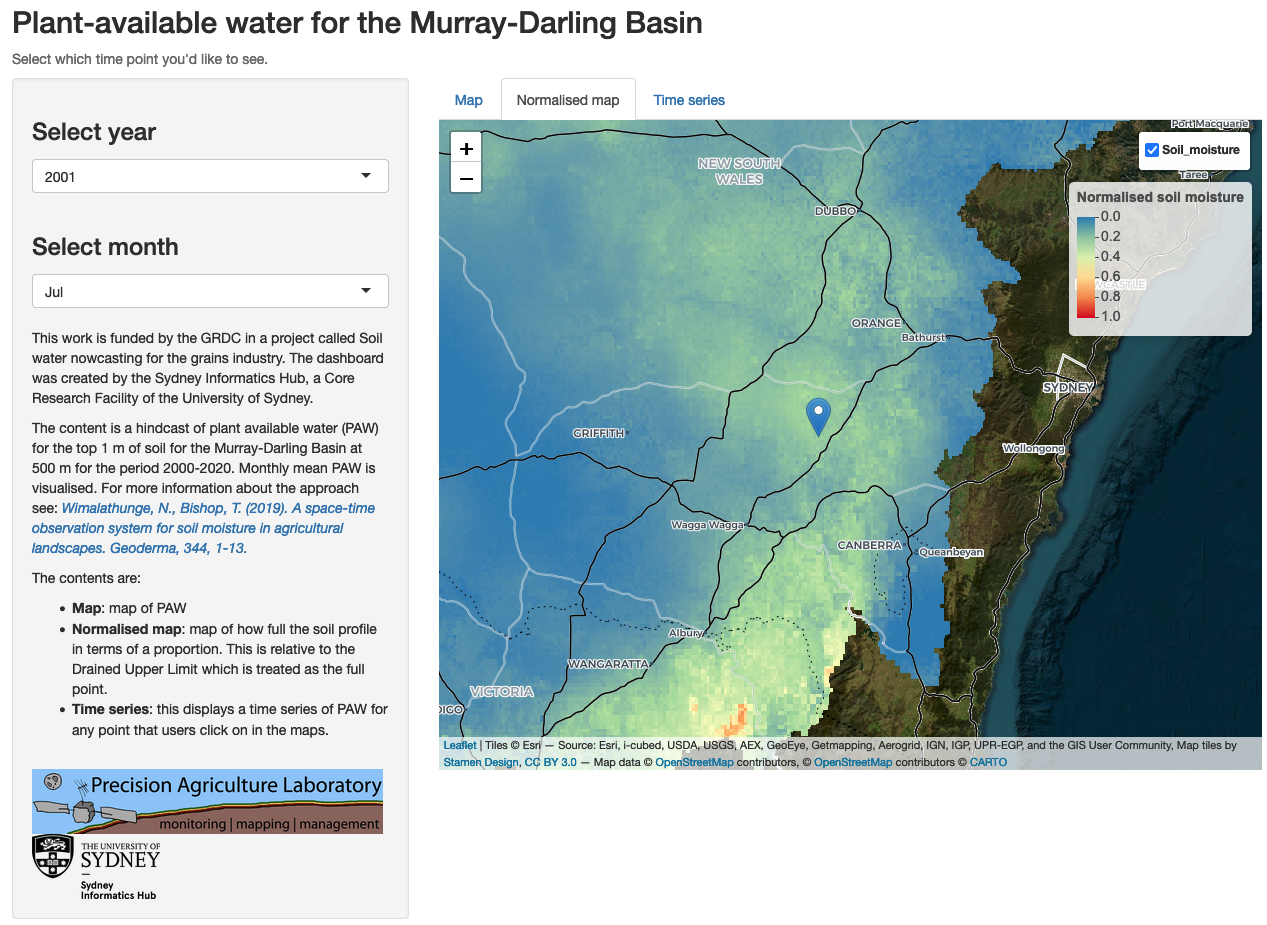 Plant-available water for the Murray-Darling Basin
Select which time point you'd like to see.
Select year
2001
Select month
Jul
This work is funded by the GRDC in a project called Soil
water nowcasting for the grains industry. The dashboard
was created by the Sydney Informatics Hub, a Core
Research Facility of the University of Sydney.
The content is a hindcast of plant available water (PAW)
for the top 1 m of soil for the Murray-Darling Basin at
500 m for the period 2000-2020. Monthly mean PAW is
visualised. For more information about the approach
see: Wimalathunge, N., Bishop, T. (2019). A space-time
observation system for soil moisture in agricultural
landscapes. Geoderma, 344, 1-13.
The contents are:
• Map: map of PAW
• Normalised map: map of how full the soil profile
in terms of a proportion. This is relative to the
Drained Upper Limit which is treated as the full
point.
• Time series: this displays a time series of PAW for
any point that users click on in the maps.
Precision Agriculture Laboratory
monitoring | mapping | management
THE UNIVERSITY OF
SYDNEY
Sydney
Informatics Hub
Map
Normalised map
Time series
+
−
Port Macquarie
Soil_moisture
Taree
Normalised soil moisture
0.0
0.2
0.4
0.6
0.8
1.0
NEW SOUTH
WALES
DUBBO
ORANGE
Bathurst
SYDNEY
GRIFFITH
Wollongong
Wagga Wagga
CANBERRA
Queanbeyan
Albury
WANGARATTA
VICTORIA
DIGO
Leaflet | Tiles © Esri — Source: Esri, i-cubed, USDA, USGS, AEX, GeoEye, Getmapping, Aerogrid, IGN, IGP, UPR-EGP, and the GIS User Community, Map tiles by
Stamen Design, CC BY 3.0 — Map data © OpenStreetMap contributors, © OpenStreetMap contributors © CARTO